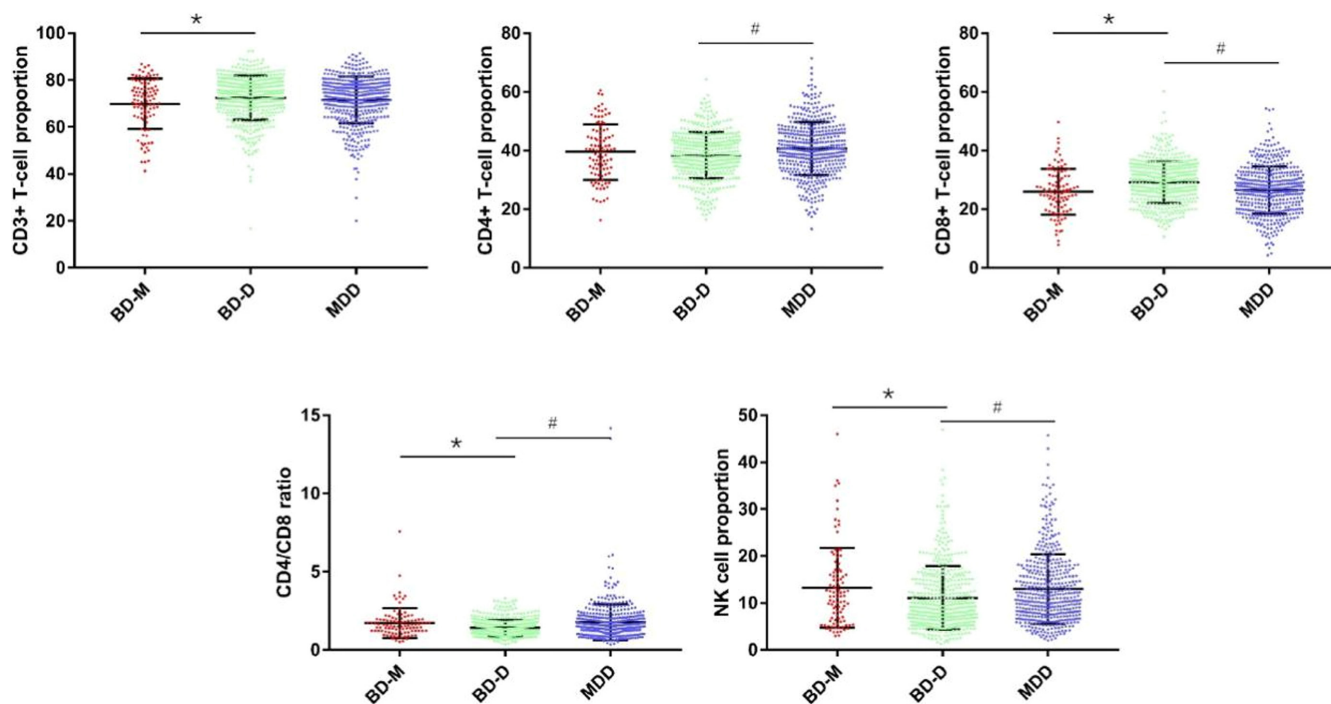 CD3+ T-cell proportion
100
80
60
40
20
0
*
BD-M
BD-D
MDD
CD4+ T-cell proportion
80
60
40
20
0
#
BD-M
BD-D
MDD
CD8+ T-cell proportion
80
60
40
20
0
*
#
BD-M
BD-D
MDD
CD4/CD8 ratio
15
10
5
0
*
#
BD-M
BD-D
MDD
NK cell proportion
50
40
30
20
10
0
*
#
BD-M
BD-D
MDD